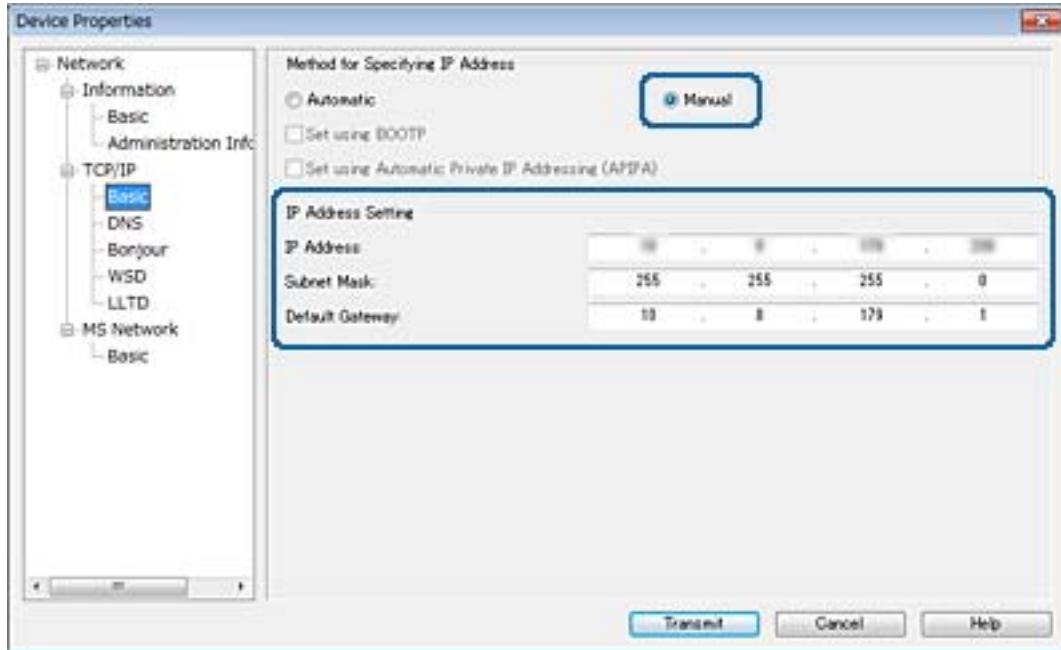 Device Properties
Network
Information
Basic
Administration Infc
TCP/IP
Basic
DNS
Bonjour
WSD
LLTD
MS Network
Basic
Method for Specifying IP Address
Automatic
Manual
Set using BOOTP
Set using Automatic Private IP Addressing (APIPA)
IP Address Setting
IP Address
Subnet Mask: 255 . 255 . 255 . 0
Default Gateway: 10 . 8 . 179 . 1
Transmit Cancel Help